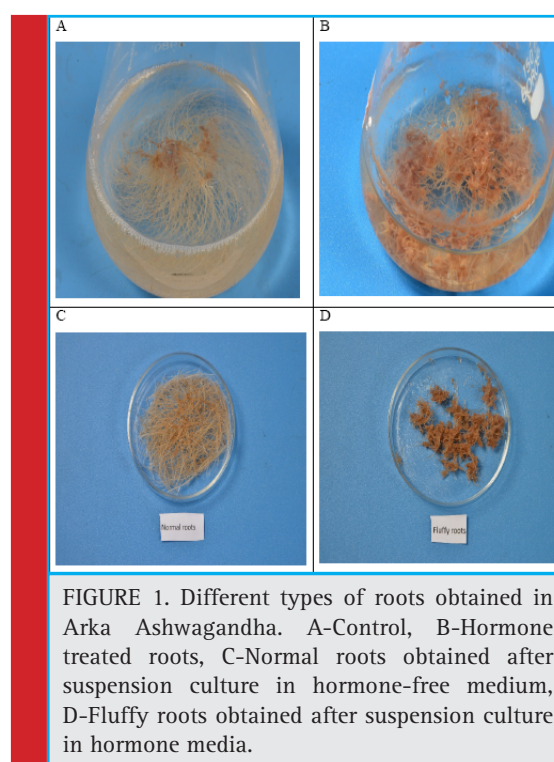 A
B
C
D
Normal roots
Fluffy roots
FIGURE 1. Different types of roots obtained in
Arka Ashwagandha. A-Control, B-Hormone
treated roots, C-Normal roots obtained after
suspension culture in hormone-free medium,
D-Fluffy roots obtained after suspension culture
in hormone media.